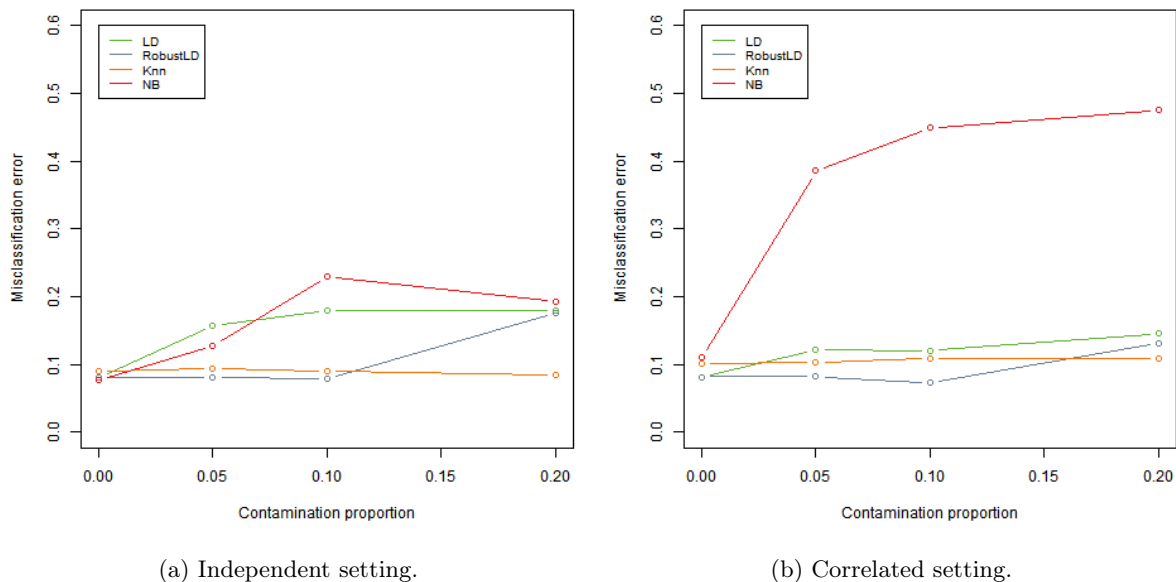 0.6
0.5
0.4
0.3
0.2
0.1
0.0
Misclassification error
LD
RobustLD
Knn
NB
0.00
0.05
0.10
0.15
0.20
Contamination proportion
(a) Independent setting.
0.6
0.5
0.4
0.3
0.2
0.1
0.0
Misclassification error
LD
RobustLD
Knn
NB
0.00
0.05
0.10
0.15
0.20
Contamination proportion
(b) Correlated setting.